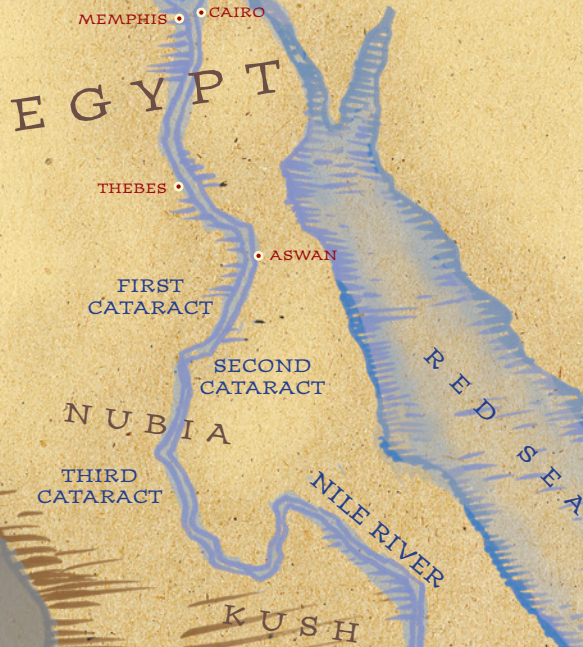 MEMPHIS
CAIRO
EGYPT
THEBES
ASWAN
FIRST
CATARACT
SECOND
CATARACT
RED SEA
NUBIA
THIRD
CATARACT
NILE RIVER
KUSH